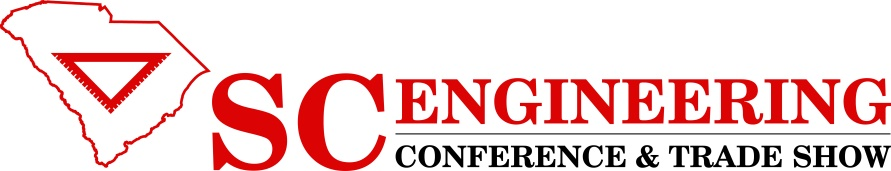 SC ENGINEERING
CONFERENCE & TRADE SHOW